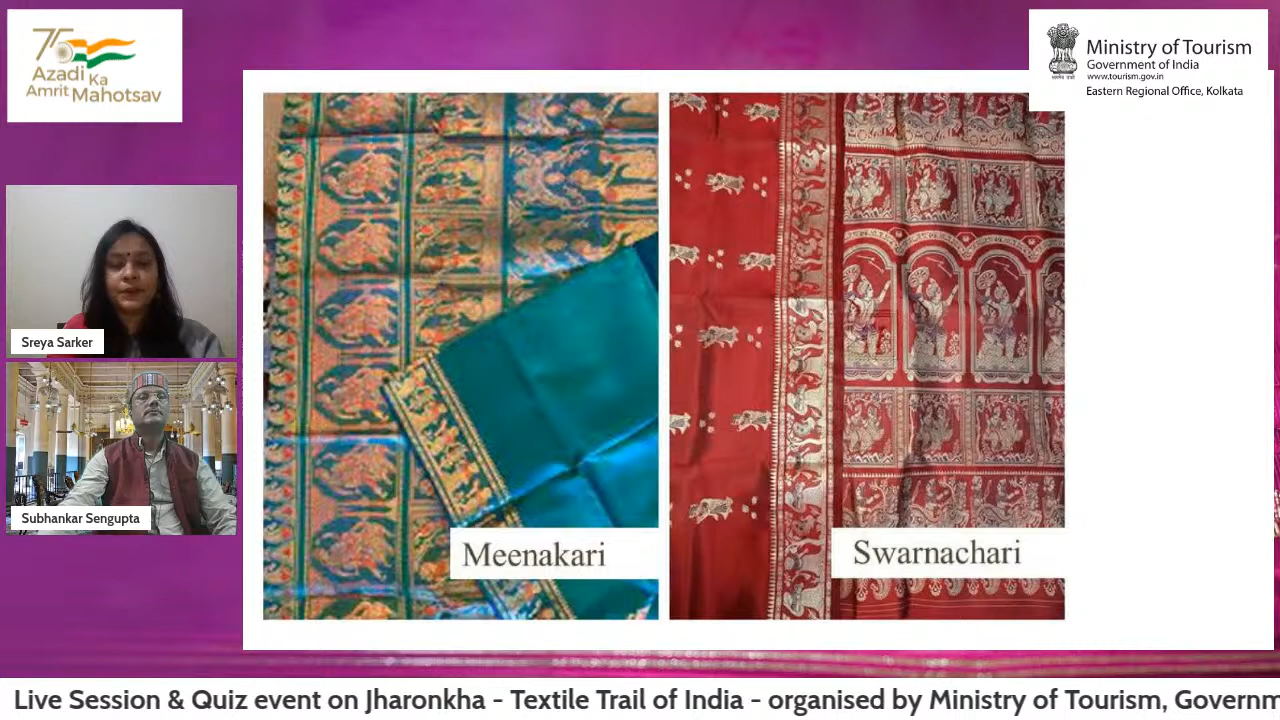 75
Azadi Ka
Amrit Mahotsav
Ministry of Tourism
Government of India
www.tourism.gov.in
Eastern Regional Office, Kolkata
Sreya Sarker
Subhankar Sengupta
Meenakari
Swarnachari
Live Session & Quiz event on Jharonkha - Textile Trail of India - organised by Ministry of Tourism, Governm